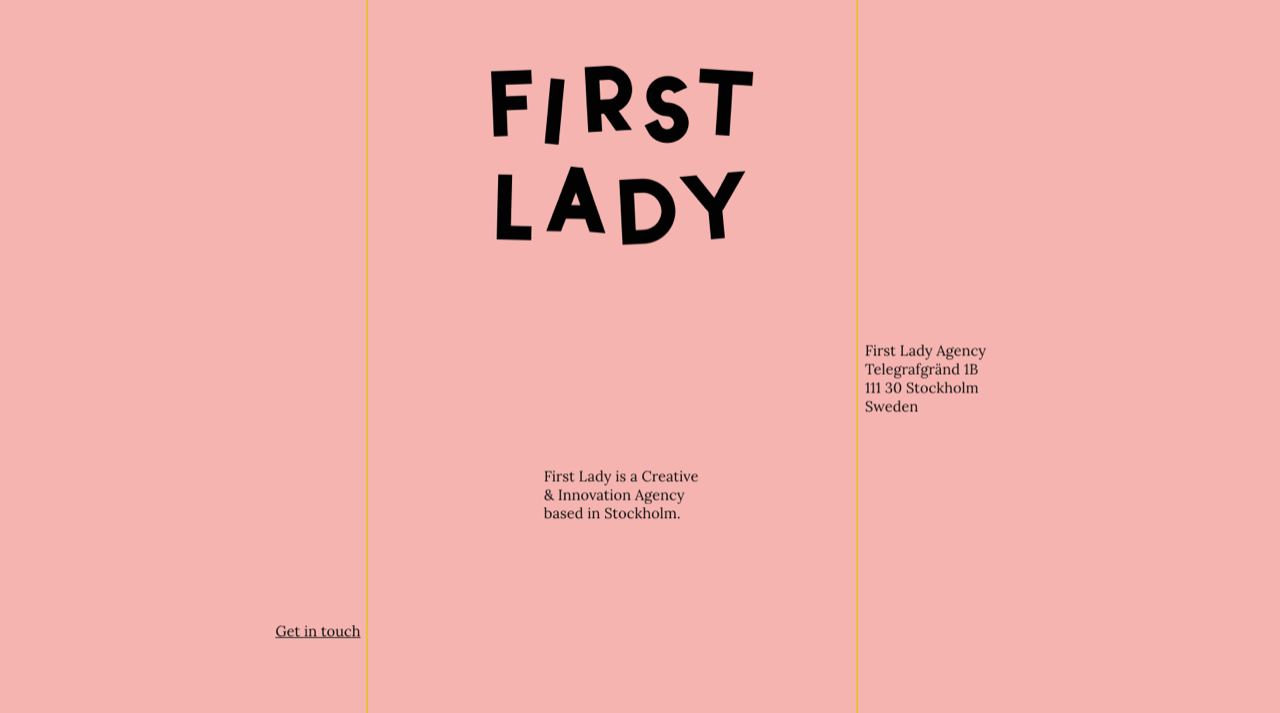 FIRST
LADY
First Lady Agency
Telegrafgränd 1B
111 30 Stockholm
Sweden
First Lady is a Creative
& Innovation Agency
based in Stockholm.
Get in touch